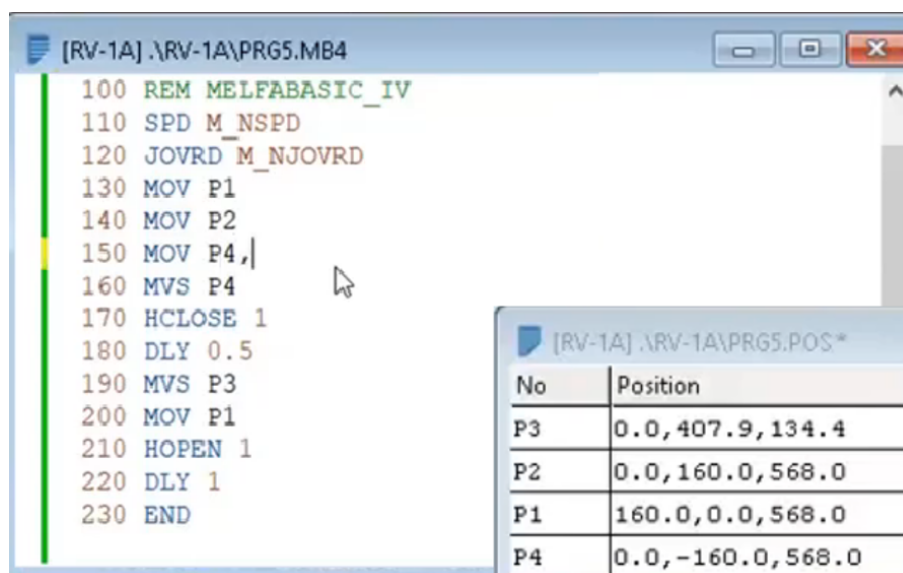 [RV-1A] .\RV-1A\PRG5.MB4
100 REM MELFABASIC_IV
110 SPD M_NSPD
120 JOVRD M_NJOVRD
130 MOV P1
140 MOV P2
150 MOV P4,
160 MVS P4
170 HCLOSE 1
180 DLY 0.5
190 MVS P3
200 MOV P1
210 HOPEN 1
220 DLY 1
230 END
[RV-1A] .\RV-1A\PRG5.POS*
No Position
P3 0.0,407.9,134.4
P2 0.0,160.0,568.0
P1 160.0,0.0,568.0
P4 0.0,-160.0,568.0